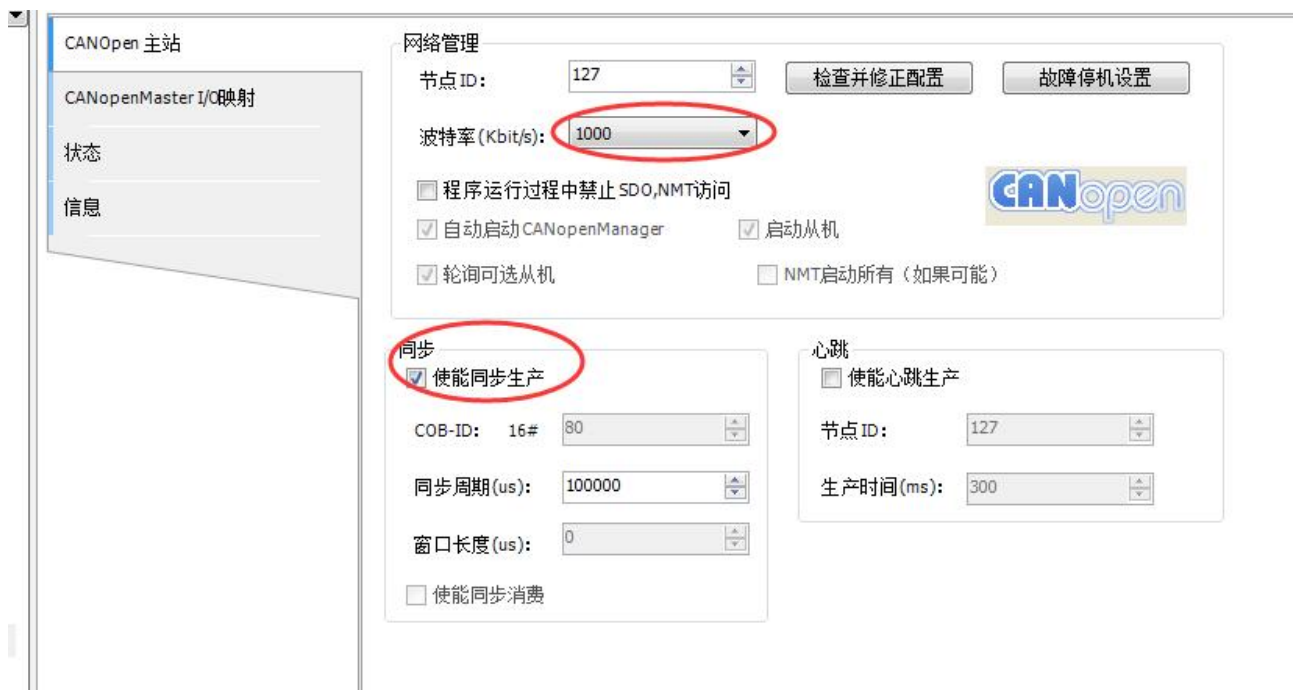 CANOpen 主站
CANopenMaster I/O映射
状态
信息
网络管理
节点ID: 127 检查并修正配置 故障停机设置
波特率(Kbit/s): 1000
程序运行过程中禁止SDO,NMT访问
CANopen
自动启动CANopenManager 启动从机
轮询可选从机 NMT启动所有（如果可能）
同步
使能同步生产
COB-ID: 16# 80
同步周期(us): 100000
窗口长度(us): 0
使能同步消费
心跳
使能心跳生产
节点ID: 127
生产时间(ms): 300